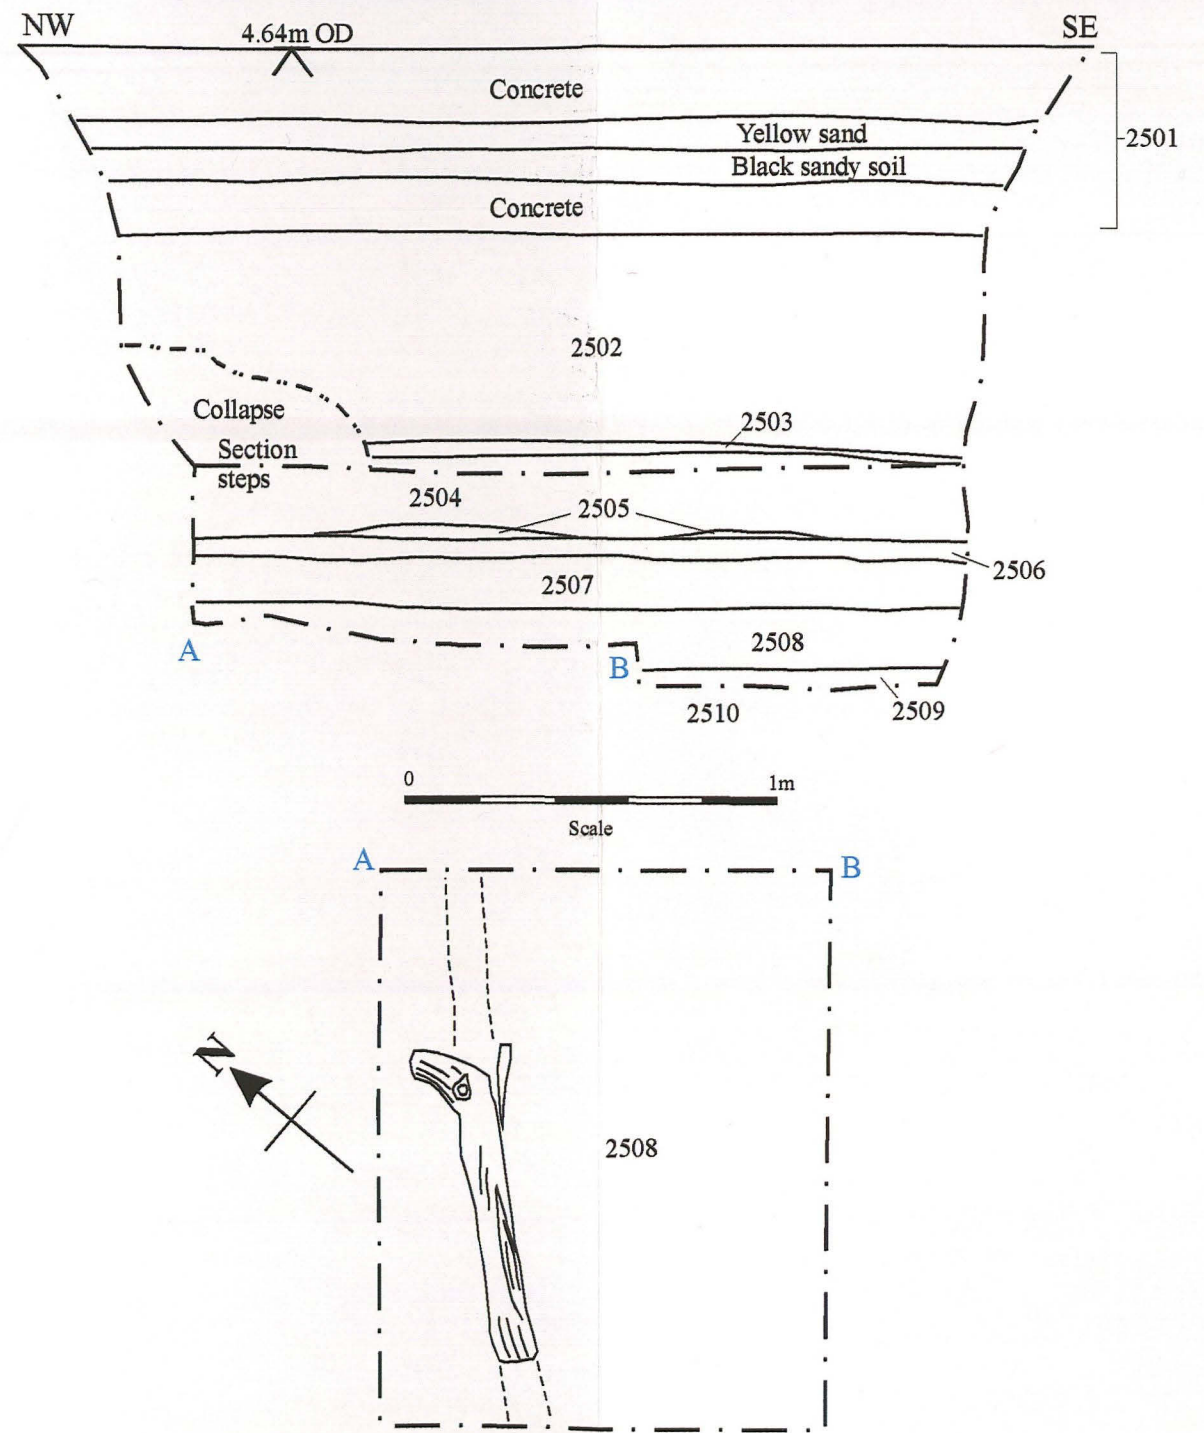 NW
4.64m OD
SE
Concrete
Yellow sand
2501
Black sandy soil
Concrete
2502
Collapse
2503
Section
steps
2504
2505
2506
2507
A
2508
B
2510
2509
0
1m
Scale
A
B
N
2508